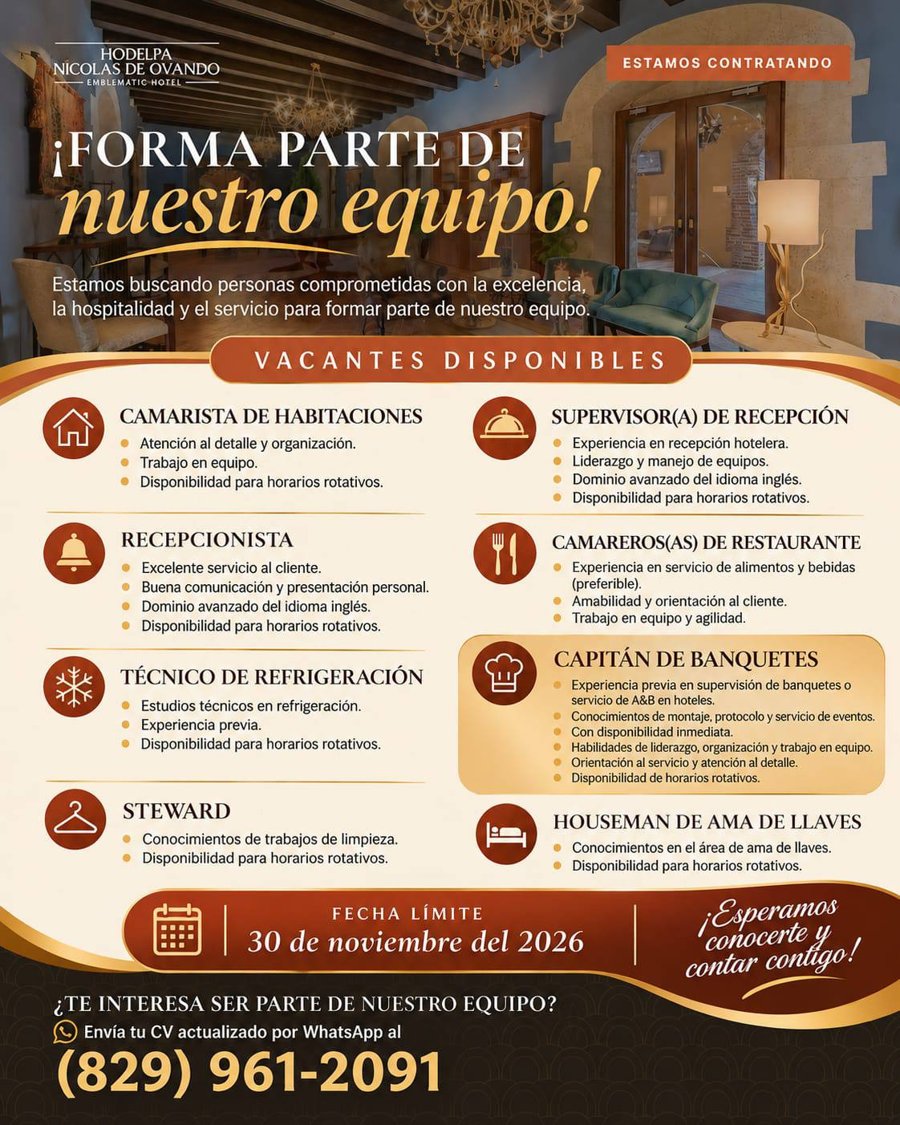 HODELPA
NICOLAS DE OVANDO
EMBLEMATIC HOTEL
ESTAMOS CONTRATANDO
¡FORMA PARTE DE
nuestro equipo!
Estamos buscando personas comprometidas con la excelencia,
la hospitalidad y el servicio para formar parte de nuestro equipo.
VACANTES DISPONIBLES
CAMARISTA DE HABITACIONES
Atención al detalle y organización.
Trabajo en equipo.
Disponibilidad para horarios rotativos.
SUPERVISOR(A) DE RECEPCIÓN
Experiencia en recepción hotelera.
Liderazgo y manejo de equipos.
Dominio avanzado del idioma inglés.
Disponibilidad para horarios rotativos.
RECEPCIONISTA
Excelente servicio al cliente.
Buena comunicación y presentación personal.
Dominio avanzado del idioma inglés.
Disponibilidad para horarios rotativos.
CAMAREROS(AS) DE RESTAURANTE
Experiencia en servicio de alimentos y bebidas
(preferible).
Amabilidad y orientación al cliente.
Trabajo en equipo y agilidad.
TÉCNICO DE REFRIGERACIÓN
Estudios técnicos en refrigeración.
Experiencia previa.
Disponibilidad para horarios rotativos.
CAPITÁN DE BANQUETES
Experiencia previa en supervisión de banquetes o
servicio de A&B en hoteles.
Conocimientos de montaje, protocolo y servicio de eventos.
Con disponibilidad inmediata.
Habilidades de liderazgo, organización y trabajo en equipo.
Orientación al servicio y atención al detalle.
Disponibilidad de horarios rotativos.
STEWARD
Conocimientos de trabajos de limpieza.
Disponibilidad para horarios rotativos.
HOUSEMAN DE AMA DE LLAVES
Conocimientos en el área de ama de llaves.
Disponibilidad para horarios rotativos.
FECHA LÍMITE
30 de noviembre del 2026
¡Esperamos
conocerte y
contar contigo!
¿TE INTERESA SER PARTE DE NUESTRO EQUIPO?
Envía tu CV actualizado por WhatsApp al
(829) 961-2091